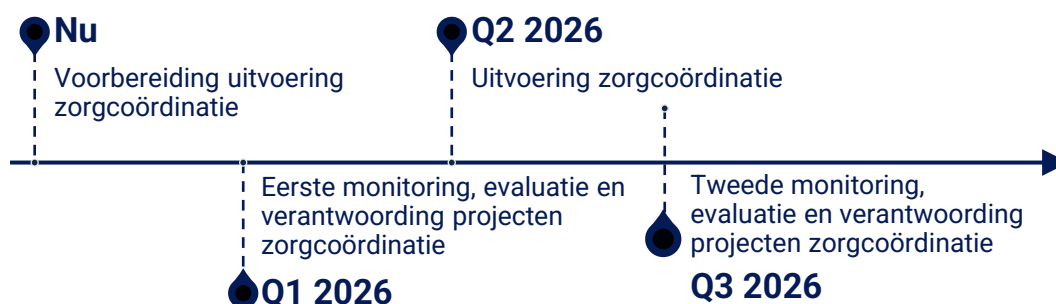 Nu
Voorbereiding uitvoering
zorgcoördinatie
Eerste monitoring, evaluatie en
verantwoording projecten
zorgcoördinatie
Q1 2026
Q2 2026
Uitvoering zorgcoördinatie
Tweede monitoring,
evaluatie en verantwoording
projecten zorgcoördinatie
Q3 2026